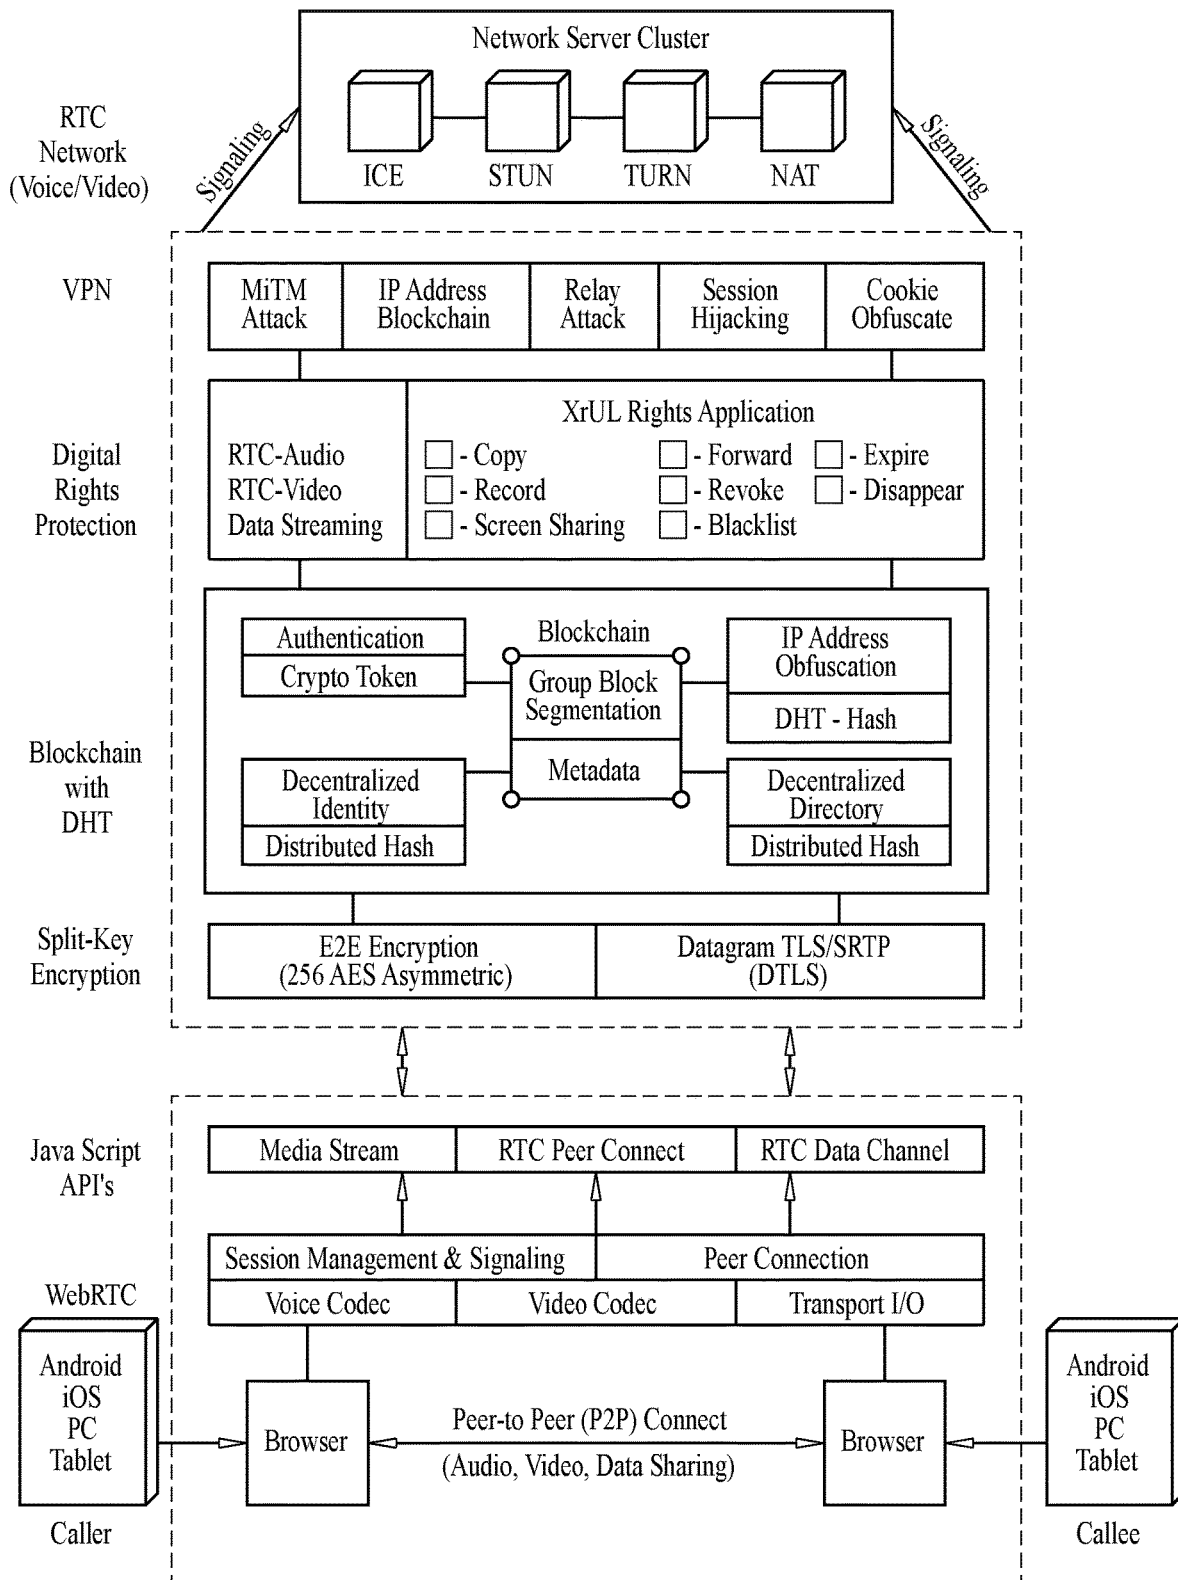 Network Server Cluster
RTC
Network
(Voice/Video)
Signaling
Signaling
ICE
STUN
TURN
NAT
VPN
MiTM
Attack
IP Address
Blockchain
Relay
Attack
Session
Hijacking
Cookie
Obfuscate
Digital
Rights
Protection
RTC-Audio
RTC-Video
Data Streaming
XrUL Rights Application
- Copy
- Record
- Screen Sharing
- Forward
- Revoke
- Blacklist
- Expire
- Disappear
Blockchain
with
DHT
Authentication
Crypto Token
Blockchain
Group Block
Segmentation
Metadata
IP Address
Obfuscation
DHT - Hash
Decentralized
Identity
Distributed Hash
Decentralized
Directory
Distributed Hash
Split-Key
Encryption
E2E Encryption
(256 AES Asymmetric)
Datagram TLS/SRTP
(DTLS)
Java Script
API's
Media Stream
RTC Peer Connect
RTC Data Channel
Session Management & Signaling
Peer Connection
WebRTC
Voice Codec
Video Codec
Transport I/O
Android
iOS
PC
Tablet
Caller
Browser
Peer-to Peer (P2P) Connect
(Audio, Video, Data Sharing)
Browser
Android
iOS
PC
Tablet
Callee